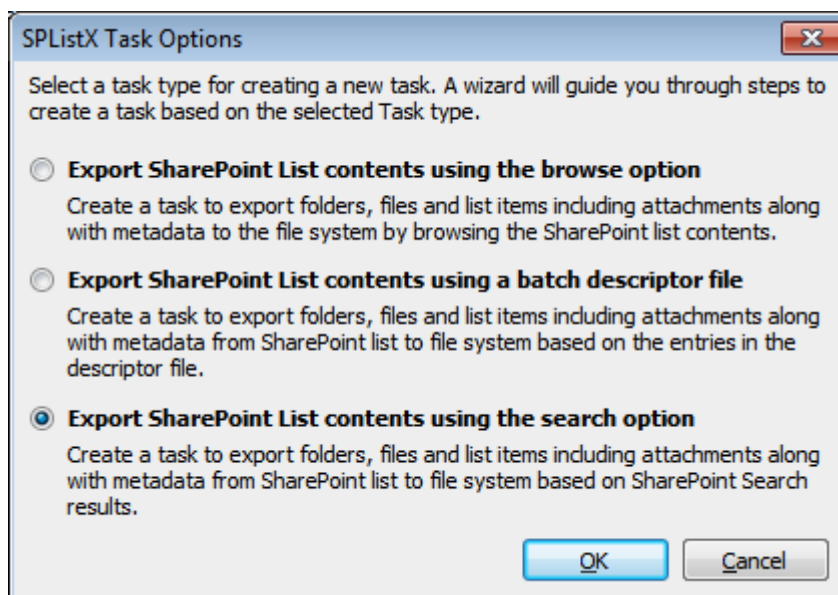 SPListX Task Options
Select a task type for creating a new task. A wizard will guide you through steps to
create a task based on the selected Task type.
Export SharePoint List contents using the browse option
Create a task to export folders, files and list items including attachments along
with metadata to the file system by browsing the SharePoint list contents.
Export SharePoint List contents using a batch descriptor file
Create a task to export folders, files and list items including attachments along
with metadata from SharePoint list to file system based on the entries in the
descriptor file.
Export SharePoint List contents using the search option
Create a task to export folders, files and list items including attachments along
with metadata from SharePoint list to file system based on SharePoint Search
results.
OK Cancel